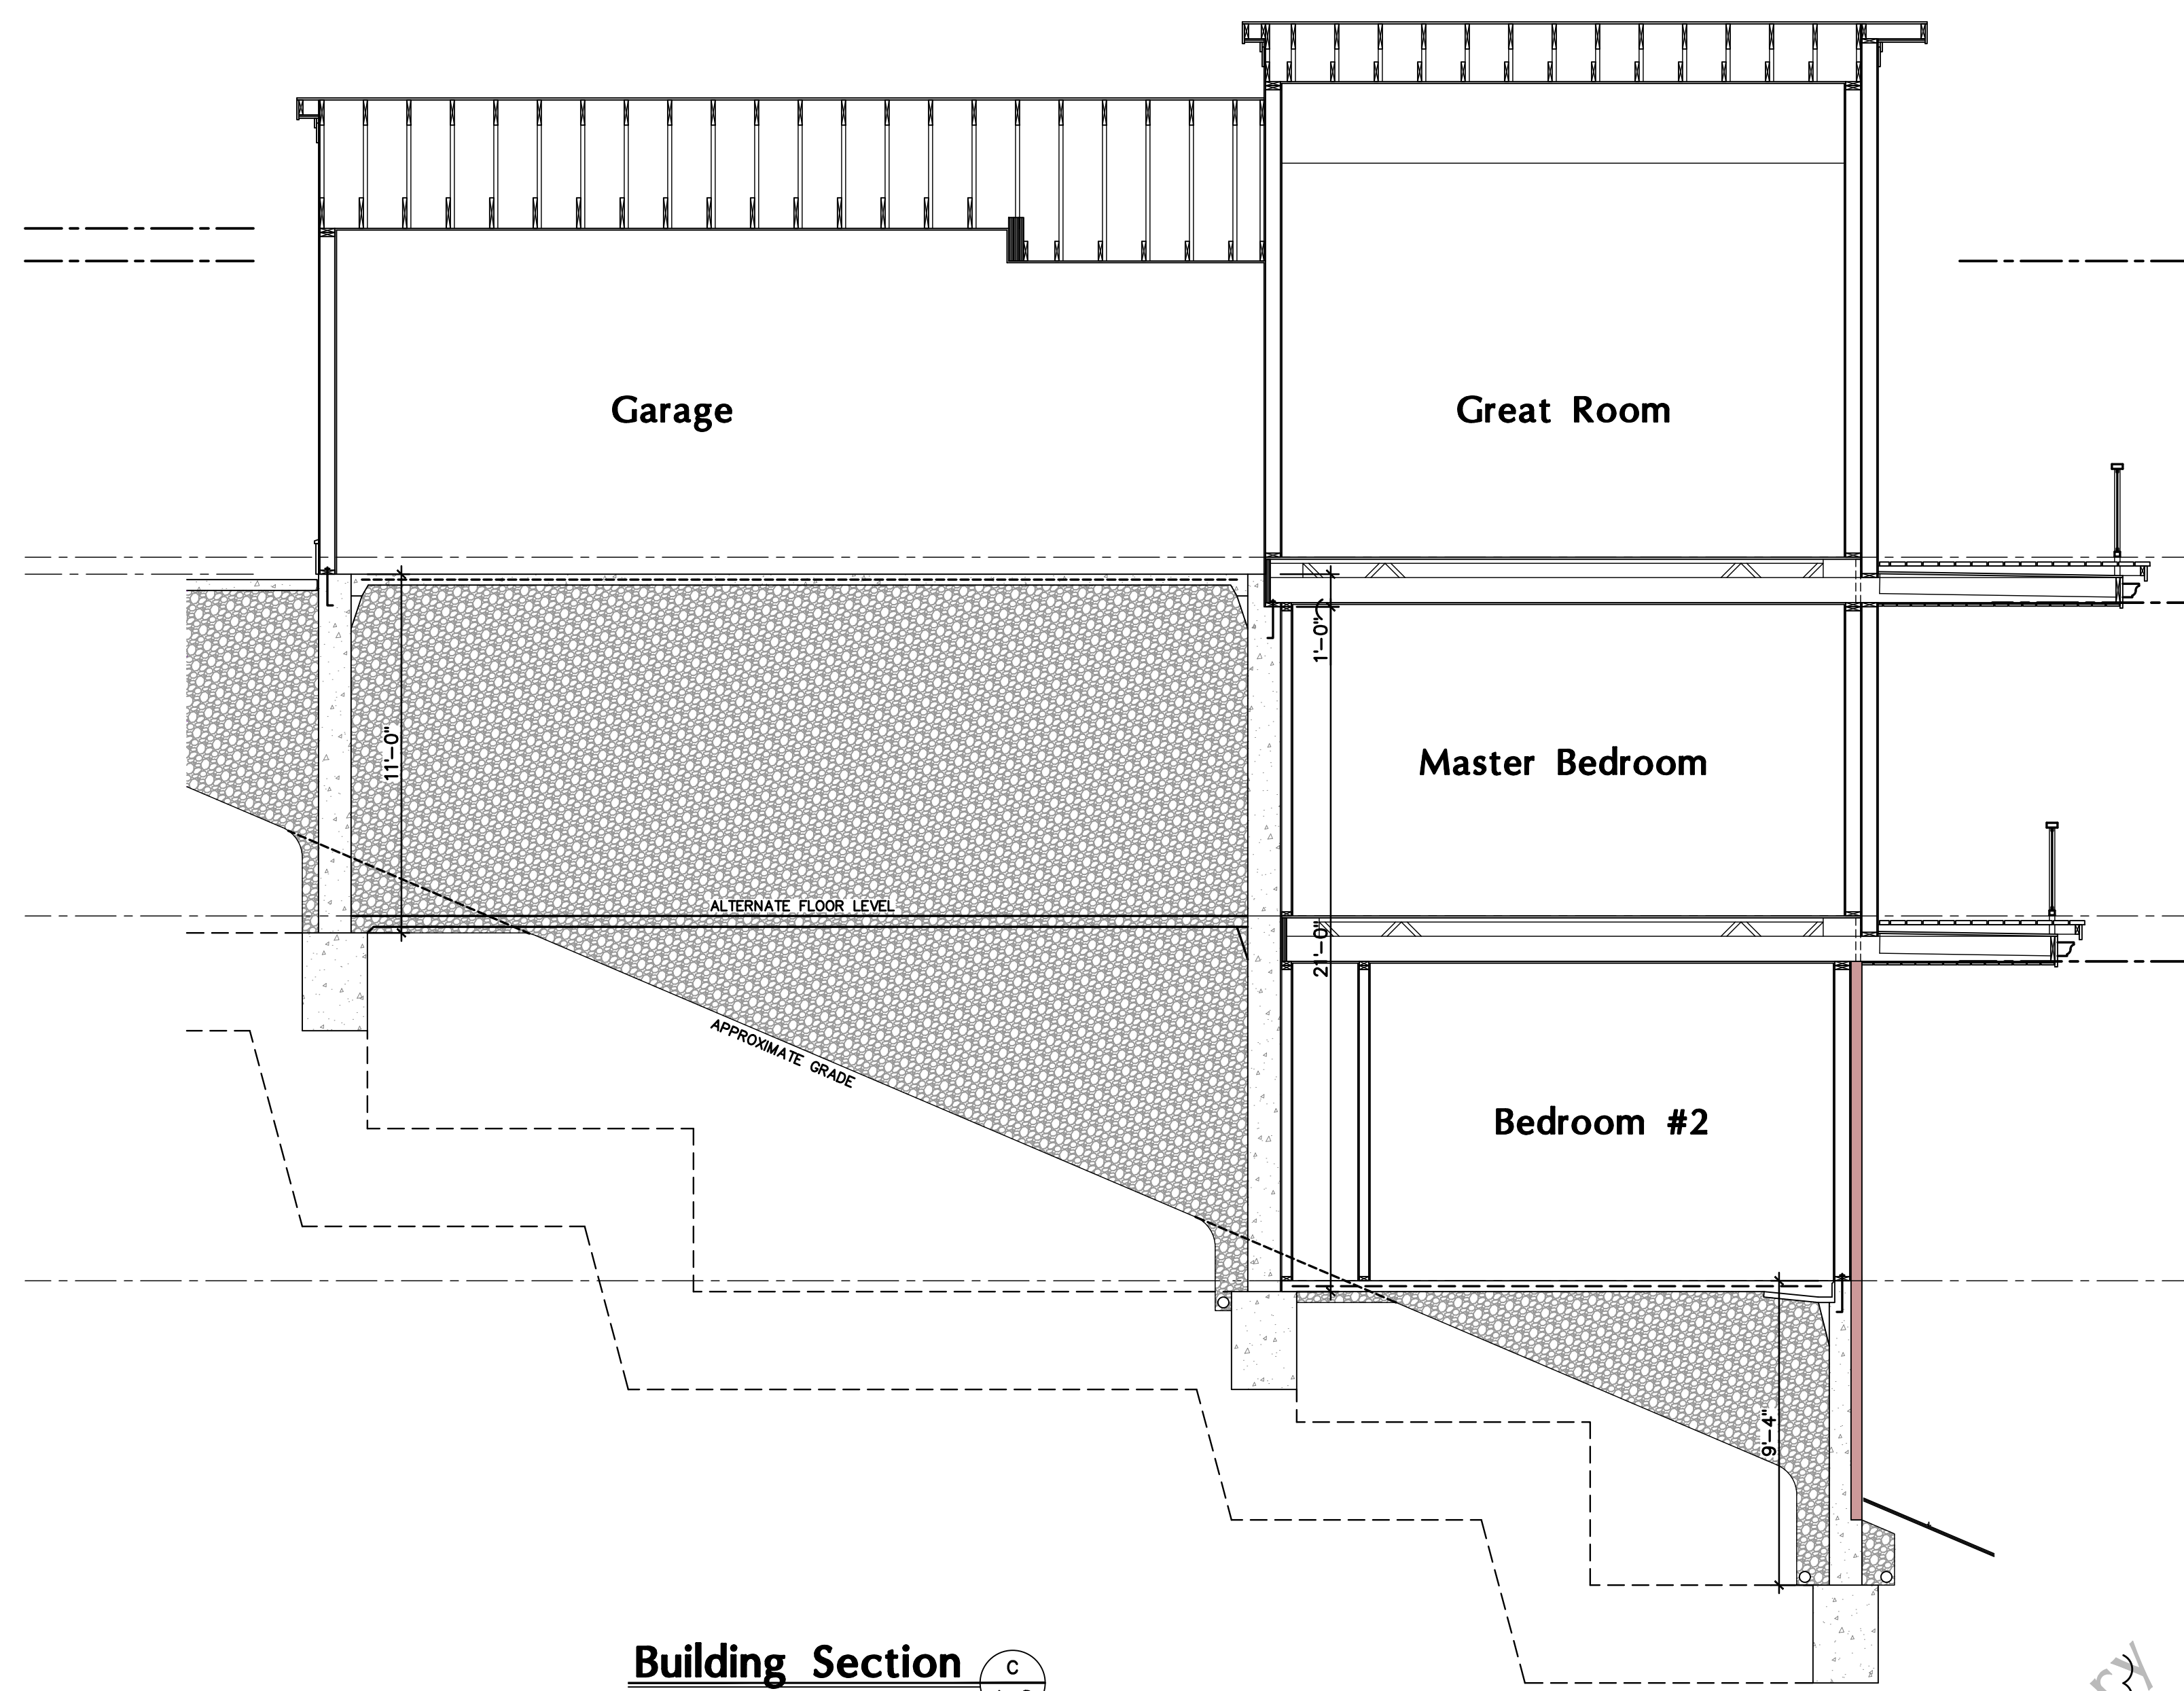 Garage
Great Room
1'-0"
11'-0"
Master Bedroom
ALTERNATE FLOOR LEVEL
21'-0"
APPROXIMATE GRADE
Bedroom #2
9'-4"
Building Section
C